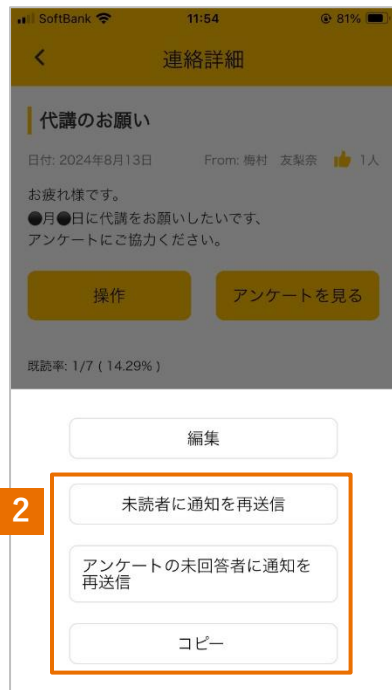 SoftBank 11:54 81%
連絡詳細
代講のお願い
日付: 2024年8月13日 From: 梅村 友梨奈 1人
お疲れ様です。
●月●日に代講をお願いしたいです、
アンケートにご協力ください。
操作 アンケートを見る
既読率: 1/7 ( 14.29% )
編集
2
未読者に通知を再送信
アンケートの未回答者に通知を
再送信
コピー